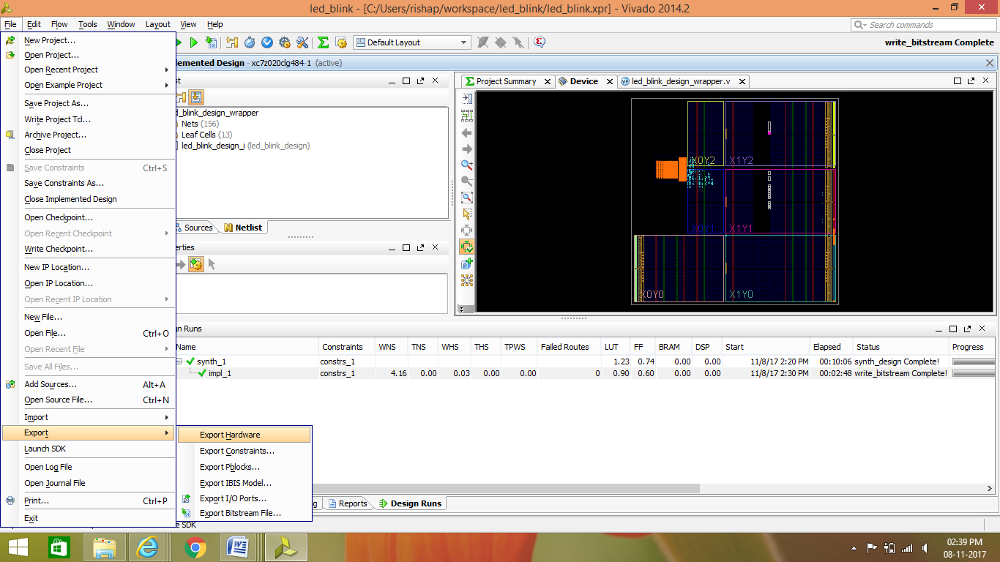 led_blink - [C:/Users/rishap/workspace/led_blink/led_blink.xpr] - Vivado 2014.2
File Edit Flow Tools Window Layout View Help
Search commands
New Project...
Open Project...
Open Recent Project
Open Example Project
Save Project As...
Write Project Tcl...
Archive Project...
Close Project
Save Constraints Ctrl+S
Save Constraints As...
Close Implemented Design
Open Checkpoint...
Open Recent Checkpoint
Write Checkpoint...
New IP Location...
Open IP Location...
Open Recent IP Location
New File...
Open File... Ctrl+O
Open Recent File
Save All Files...
Add Sources... Alt+A
Open Source File... Ctrl+N
Import
Export
Launch SDK
Open Log File
Open Journal File
Print... Ctrl+P
Exit
Export Hardware
Export Constraints...
Export Pblocks...
Export IBIS Model...
Export I/O Ports...
Export Bitstream File...
Default Layout
write_bitstream Complete
lemented Design - xc7z020clg484-1 (active)
st
d_blink_design_wrapper
Nets (156)
Leaf Cells (13)
led_blink_design_i (led_blink_design)
Sources Netlist
erties
Project Summary Device led_blink_design_wrapper.v
X0Y2 X1Y2
X0Y1 X1Y1
X0Y0 X1Y0
gn Runs
Name Constraints WNS TNS WHS THS TPWS Failed Routes LUT FF BRAM DSP Start Elapsed Status Progress
synth_1 constrs_1 1.23 0.74 0.00 0.00 11/8/17 2:20 PM 00:10:06 synth_design Complete!
impl_1 constrs_1 4.16 0.00 0.03 0.00 0.00 0 0.90 0.60 0.00 0.00 11/8/17 2:30 PM 00:02:48 write_bitstream Complete!
g Reports Design Runs
e SDK
02:39 PM
08-11-2017